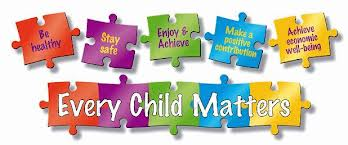 Be
healthy
Stay
safe
Enjoy &
Achieve
Make a
positive
contribution
Achieve
economic
well-being
Every Child Matters